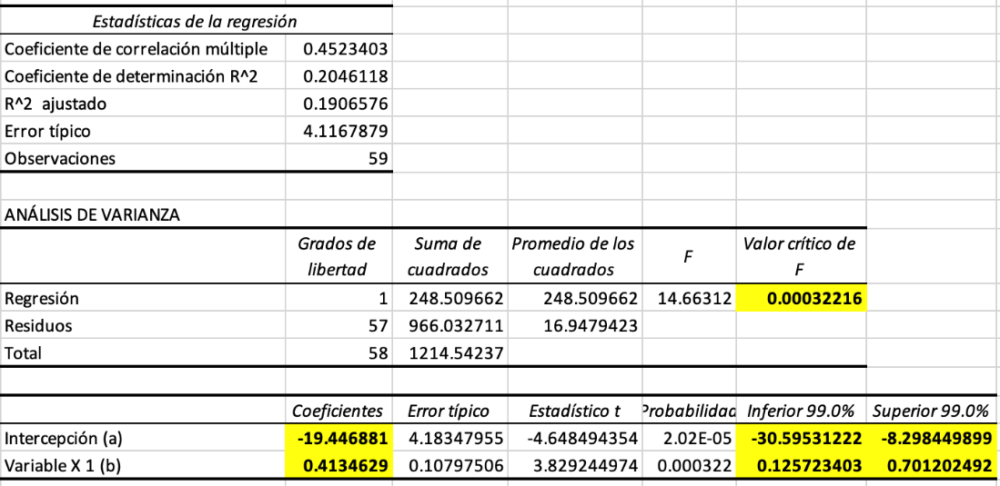 Estadísticas de la regresión
Coeficiente de correlación múltiple 0.4523403
Coeficiente de determinación R^2 0.2046118
R^2 ajustado 0.1906576
Error típico 4.1167879
Observaciones 59
ANÁLISIS DE VARIANZA
Grados de libertad Suma de cuadrados Promedio de los cuadrados F Valor crítico de F
Regresión 1 248.509662 248.509662 14.66312 0.00032216
Residuos 57 966.032711 16.9479423
Total 58 1214.54237
Coeficientes Error típico Estadístico t Probabilidad Inferior 99.0% Superior 99.0%
Intercepción (a) -19.446881 4.18347955 -4.648494354 2.02E-05 -30.59531222 -8.298449899
Variable X 1 (b) 0.4134629 0.10797506 3.829244974 0.000322 0.125723403 0.701202492